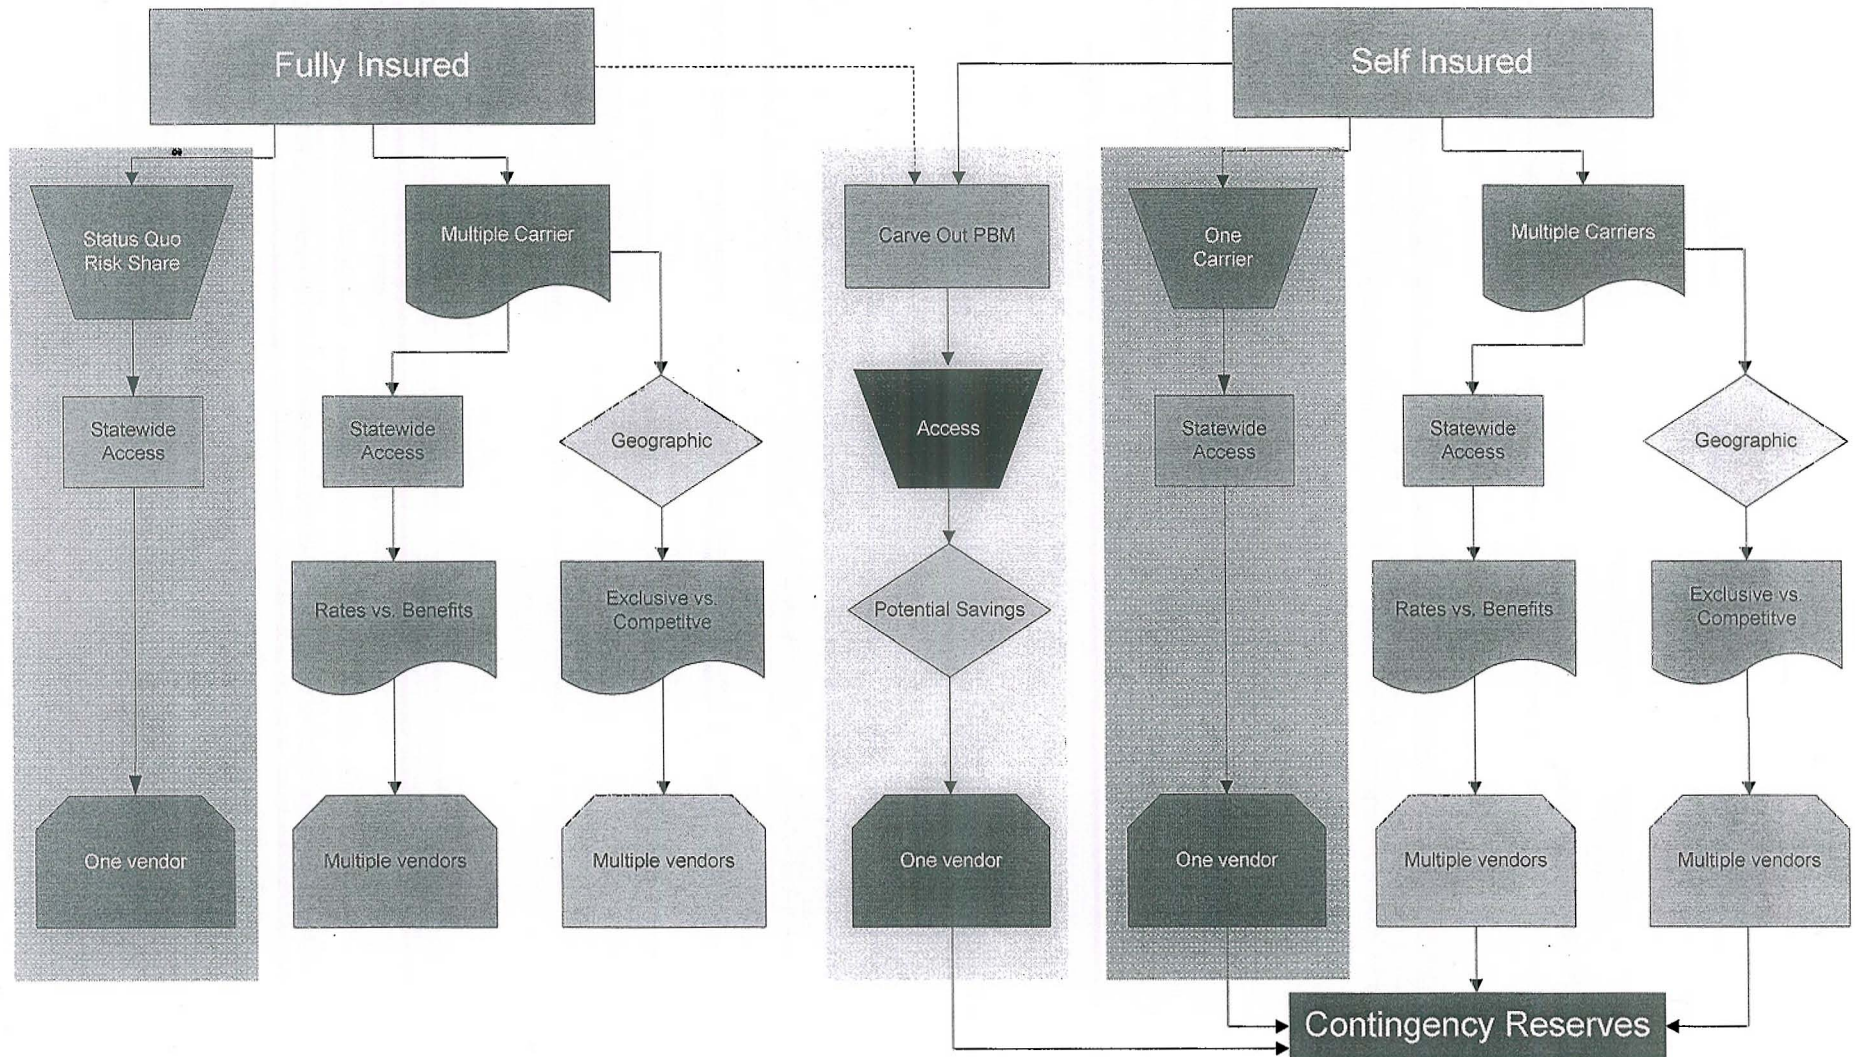 Fully Insured
Self Insured
Status Quo
Risk Share
Multiple Carrier
Carve Out PBM
One
Carrier
Multiple Carriers
Statewide
Access
Statewide
Access
Geographic
Access
Statewide
Access
Statewide
Access
Geographic
Rates vs. Benefits
Exclusive vs.
Competitve
Potential Savings
Rates vs. Benefits
Exclusive vs.
Competitve
One vendor
Multiple vendors
Multiple vendors
One vendor
One vendor
Multiple vendors
Multiple vendors
Contingency Reserves